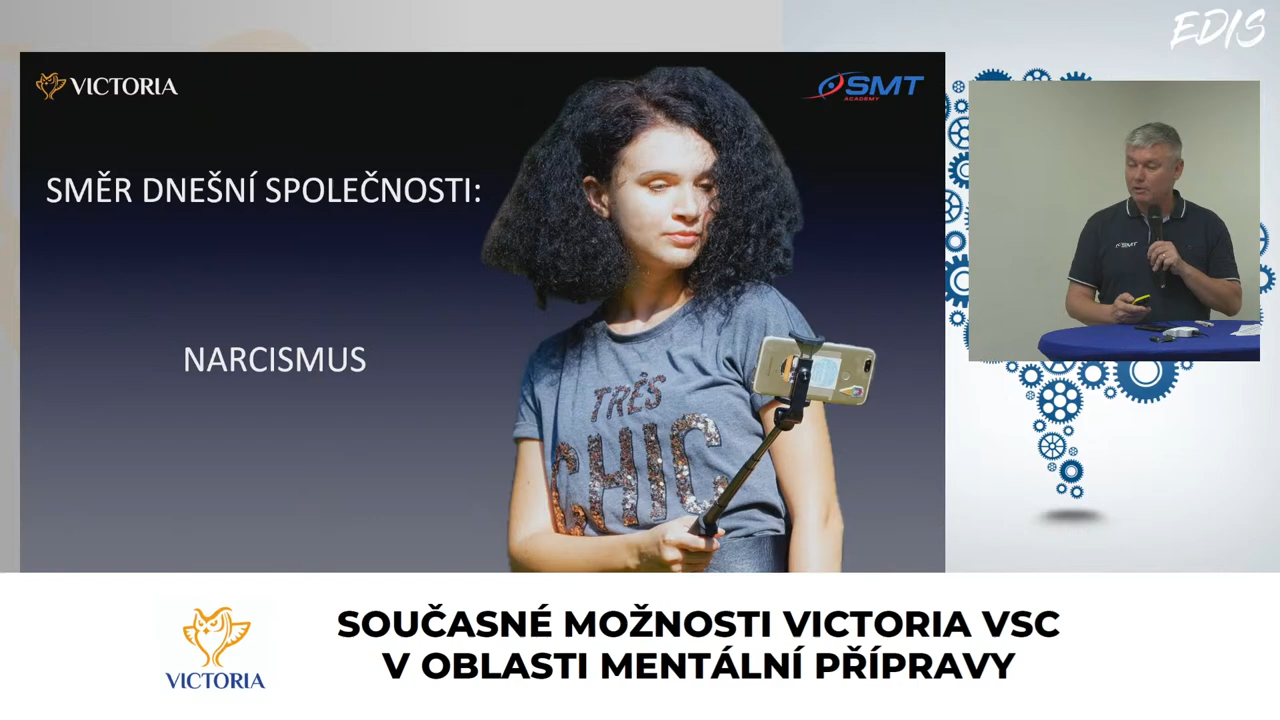 EDIS
VICTORIA
SMT
ACADEMY
SMĚR DNEŠNÍ SPOLEČNOSTI:
NARCISMUS
TRÈS
CHIC
SMT
VICTORIA
SOUČASNÉ MOŽNOSTI VICTORIA VSC
V OBLASTI MENTÁLNÍ PŘÍPRAVY